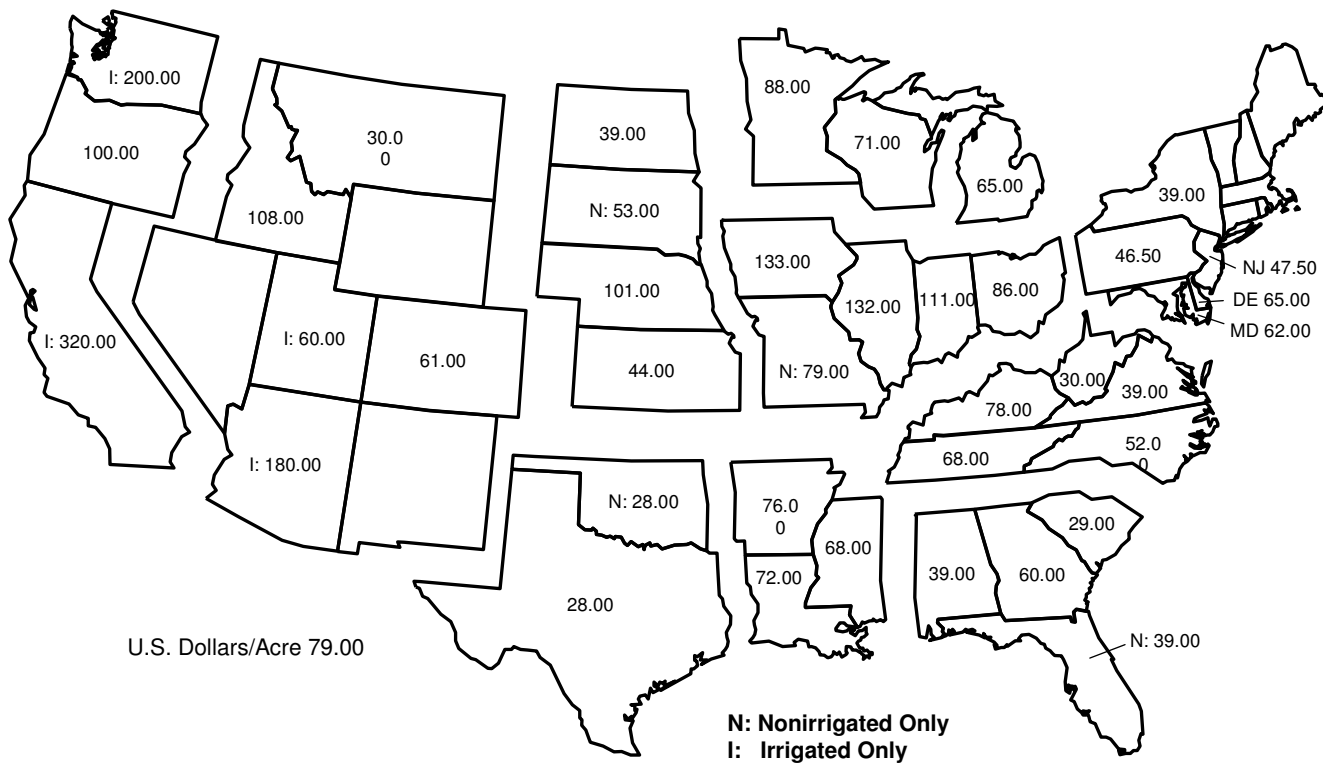 I: 200.00
88.00
30.0
0
39.00
71.00
100.00
65.00
39.00
108.00
N: 53.00
46.50
133.00
NJ 47.50
101.00
132.00
111.00
86.00
DE 65.00
I: 320.00
I: 60.00
MD 62.00
61.00
44.00
N: 79.00
30.00
39.00
78.00
52.0
0
I: 180.00
68.00
N: 28.00
76.0
0
29.00
68.00
72.00
39.00
60.00
28.00
U.S. Dollars/Acre 79.00
N: 39.00
N: Nonirrigated Only
I: Irrigated Only